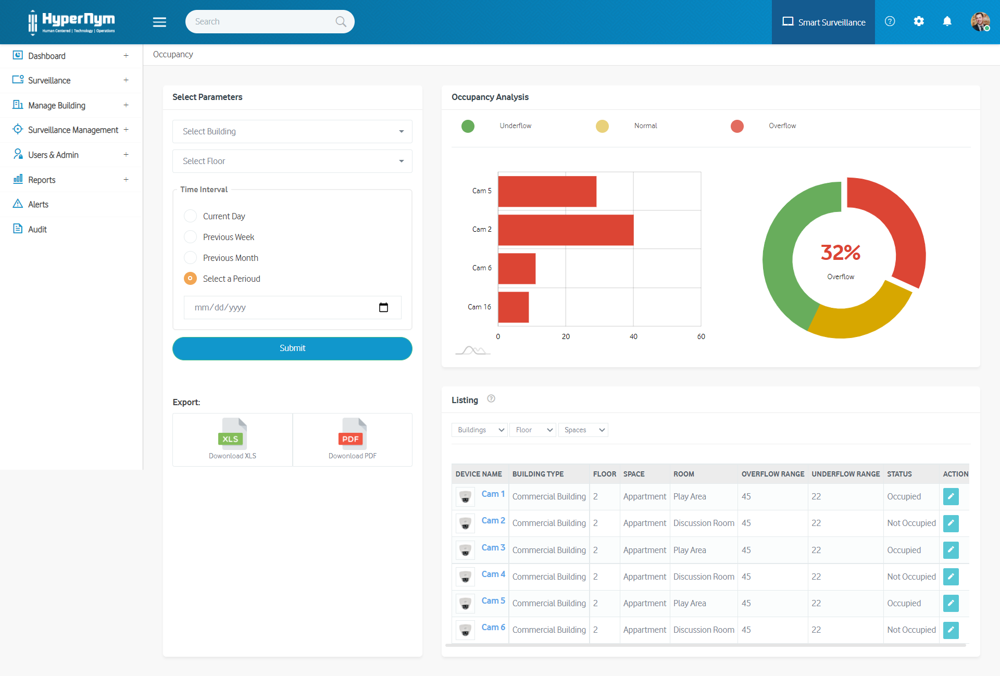 HyperNym
Human Centered | Technology | Operations
Search
Smart Surveillance
Dashboard +
Surveillance +
Manage Building +
Surveillance Management +
Users & Admin +
Reports +
Alerts
Audit
Occupancy
Select Parameters
Select Building
Select Floor
Time Interval
Current Day
Previous Week
Previous Month
Select a Perioud
mm/dd/yyyy
Submit
Export:
XLS
Dowonload XLS
PDF
Dowonload PDF
Occupancy Analysis
Underflow Normal Overflow
Cam 5
Cam 2
Cam 6
Cam 16
0 20 40 60
32%
Overflow
Listing ?
Buildings Floor Spaces
DEVICE NAME BUILDING TYPE FLOOR SPACE ROOM OVERFLOW RANGE UNDERFLOW RANGE STATUS ACTION
Cam 1 Commercial Building 2 Appartment Play Area 45 22 Occupied
Cam 2 Commercial Building 2 Appartment Discussion Room 45 22 Not Occupied
Cam 3 Commercial Building 2 Appartment Play Area 45 22 Occupied
Cam 4 Commercial Building 2 Appartment Discussion Room 45 22 Not Occupied
Cam 5 Commercial Building 2 Appartment Play Area 45 22 Occupied
Cam 6 Commercial Building 2 Appartment Discussion Room 45 22 Not Occupied